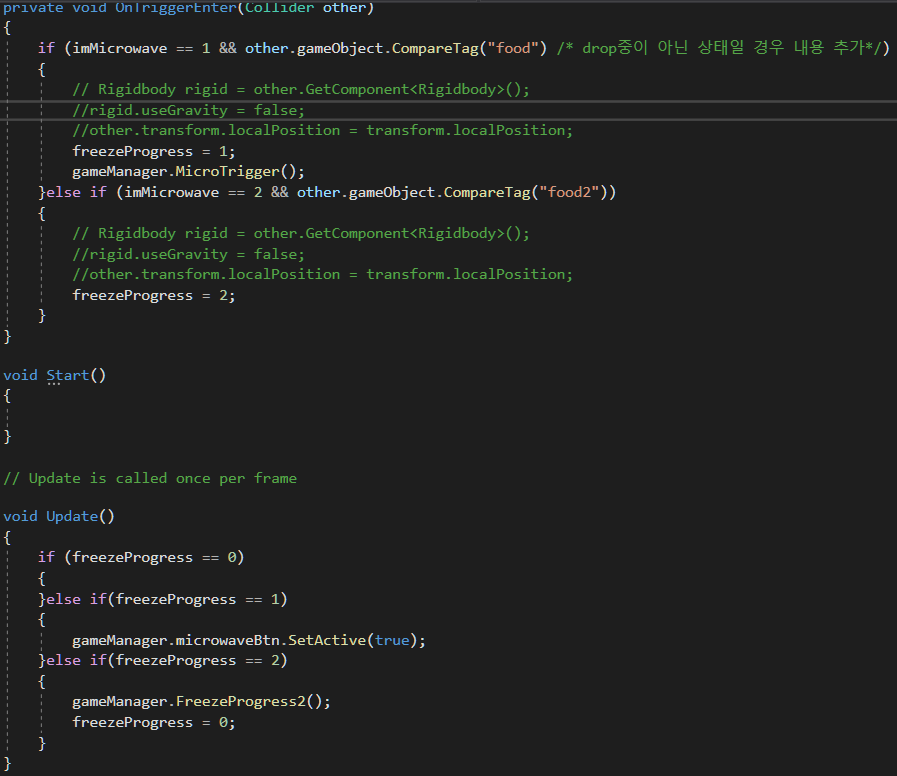 private void OnTriggerEnter(Collider other)
{
if (imMicrowave == 1 && other.gameObject.CompareTag("food") /* drop중이 아닌 상태일 경우 내용 추가*/)
{
// Rigidbody rigid = other.GetComponent<Rigidbody>();
//rigid.useGravity = false;
//other.transform.localPosition = transform.localPosition;
freezeProgress = 1;
gameManager.MicroTrigger();
}else if (imMicrowave == 2 && other.gameObject.CompareTag("food2"))
{
// Rigidbody rigid = other.GetComponent<Rigidbody>();
//rigid.useGravity = false;
//other.transform.localPosition = transform.localPosition;
freezeProgress = 2;
}
}
void Start()
{
}
// Update is called once per frame
void Update()
{
if (freezeProgress == 0)
{
}else if(freezeProgress == 1)
{
gameManager.microwaveBtn.SetActive(true);
}else if(freezeProgress == 2)
{
gameManager.FreezeProgress2();
freezeProgress = 0;
}
}